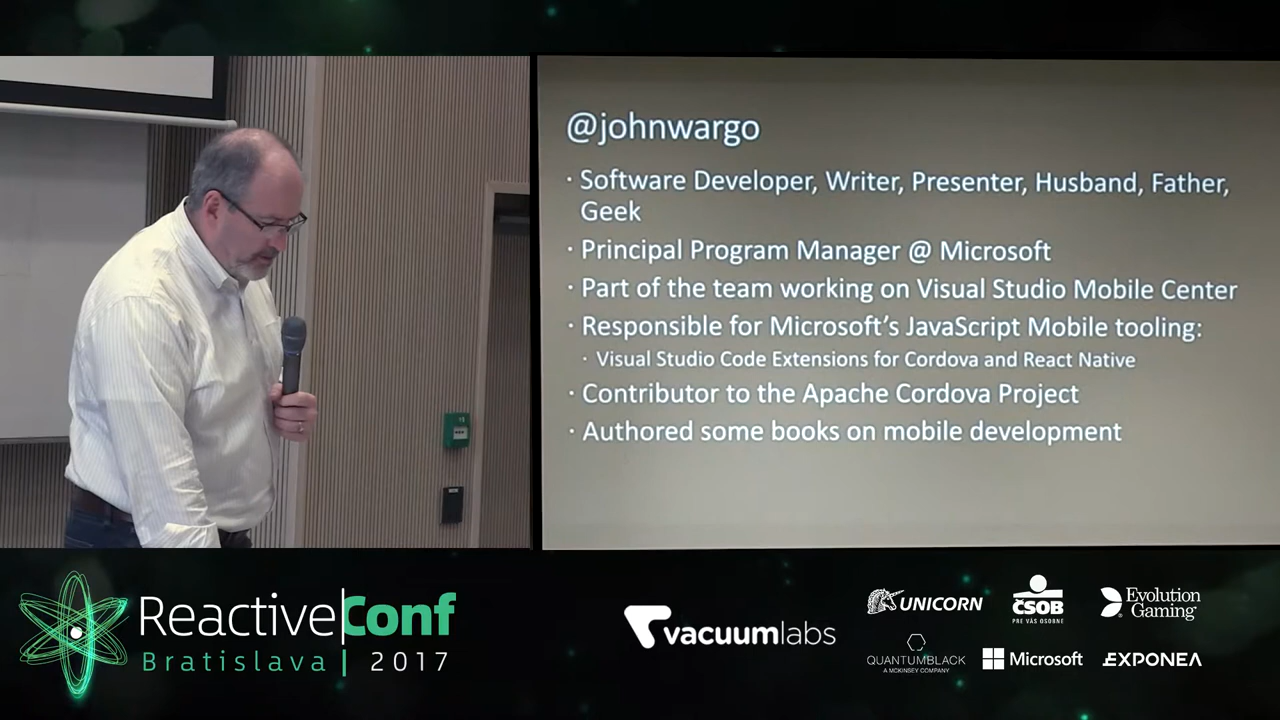 @johnwargo
· Software Developer, Writer, Presenter, Husband, Father,
Geek
· Principal Program Manager @ Microsoft
· Part of the team working on Visual Studio Mobile Center
· Responsible for Microsoft’s JavaScript Mobile tooling:
· Visual Studio Code Extensions for Cordova and React Native
· Contributor to the Apache Cordova Project
· Authored some books on mobile development
Reactive|Conf
Bratislava | 2017
vacuumlabs
UNICORN
ČSOB
PRE VÁS OSOBNE
Evolution
Gaming
QUANTUMBLACK
A MCKINSEY COMPANY
Microsoft
EXPONEA